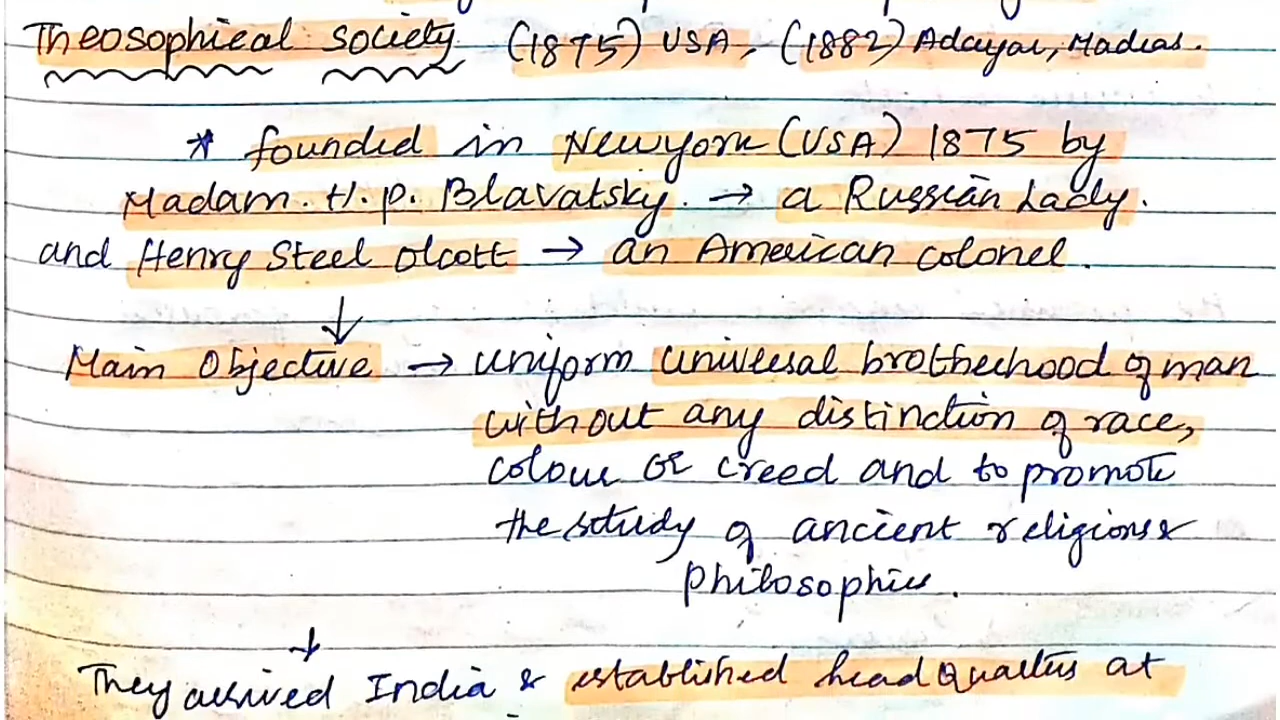 Theosophical society (1875) USA, (1882) Adayar, Madras.
* founded in Newyork (USA) 1875 by
Madam. H. P. Blavatsky. → a Russian Lady.
and Henry Steel olcott → an American colonel.
↓
Main Objective → uniform universal brotherhood of man
without any distinction of race,
colour or creed and to promote
the study of ancient religions &
philosophies.
↓
They arrived India & established headquarters at